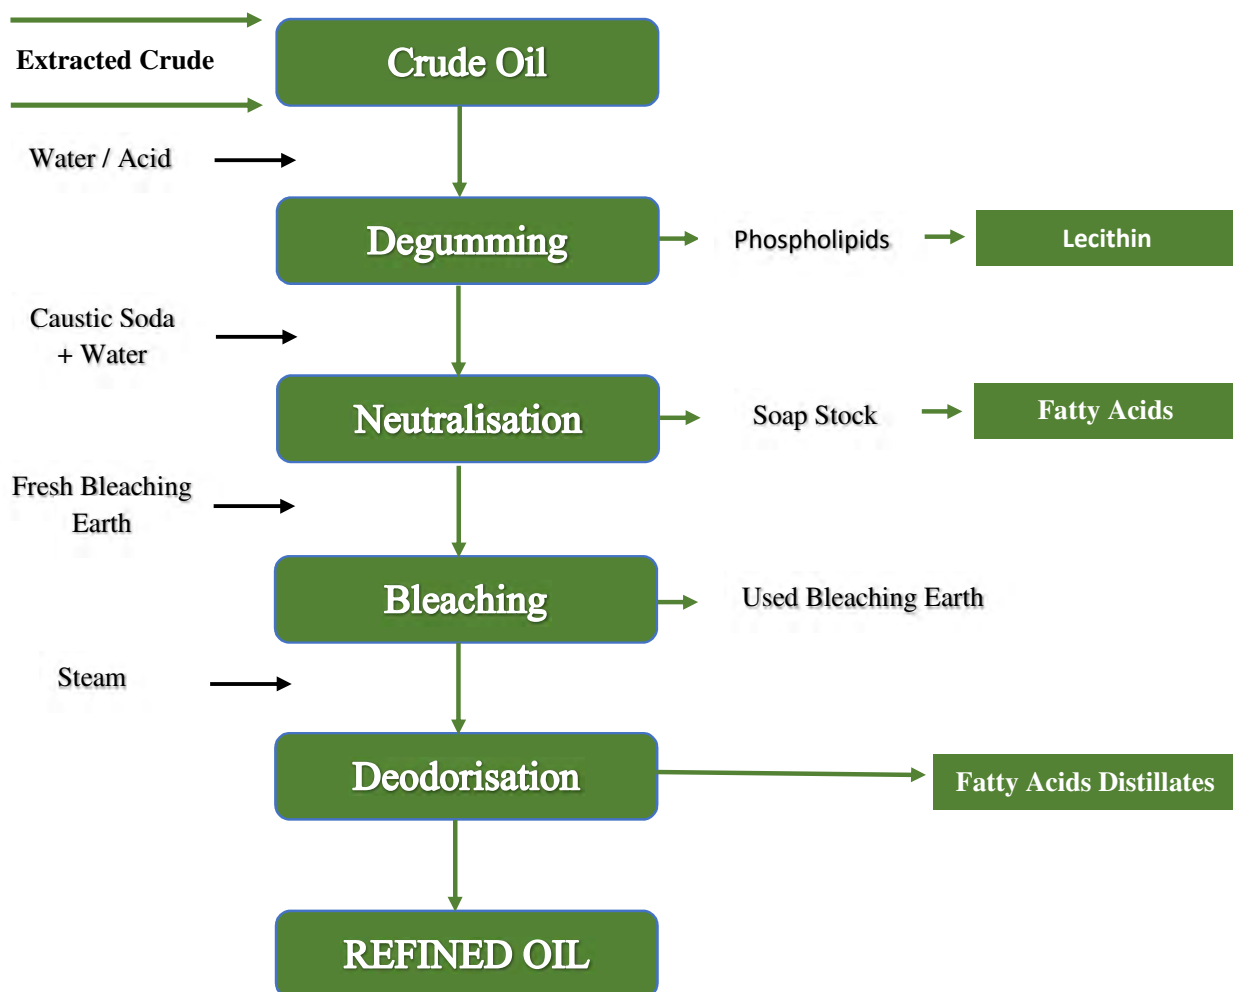 Extracted Crude
Crude Oil
Water / Acid
Degumming
Phospholipids
Lecithin
Caustic Soda
+ Water
Neutralisation
Soap Stock
Fatty Acids
Fresh Bleaching
Earth
Bleaching
Used Bleaching Earth
Steam
Deodorisation
Fatty Acids Distillates
REFINED OIL